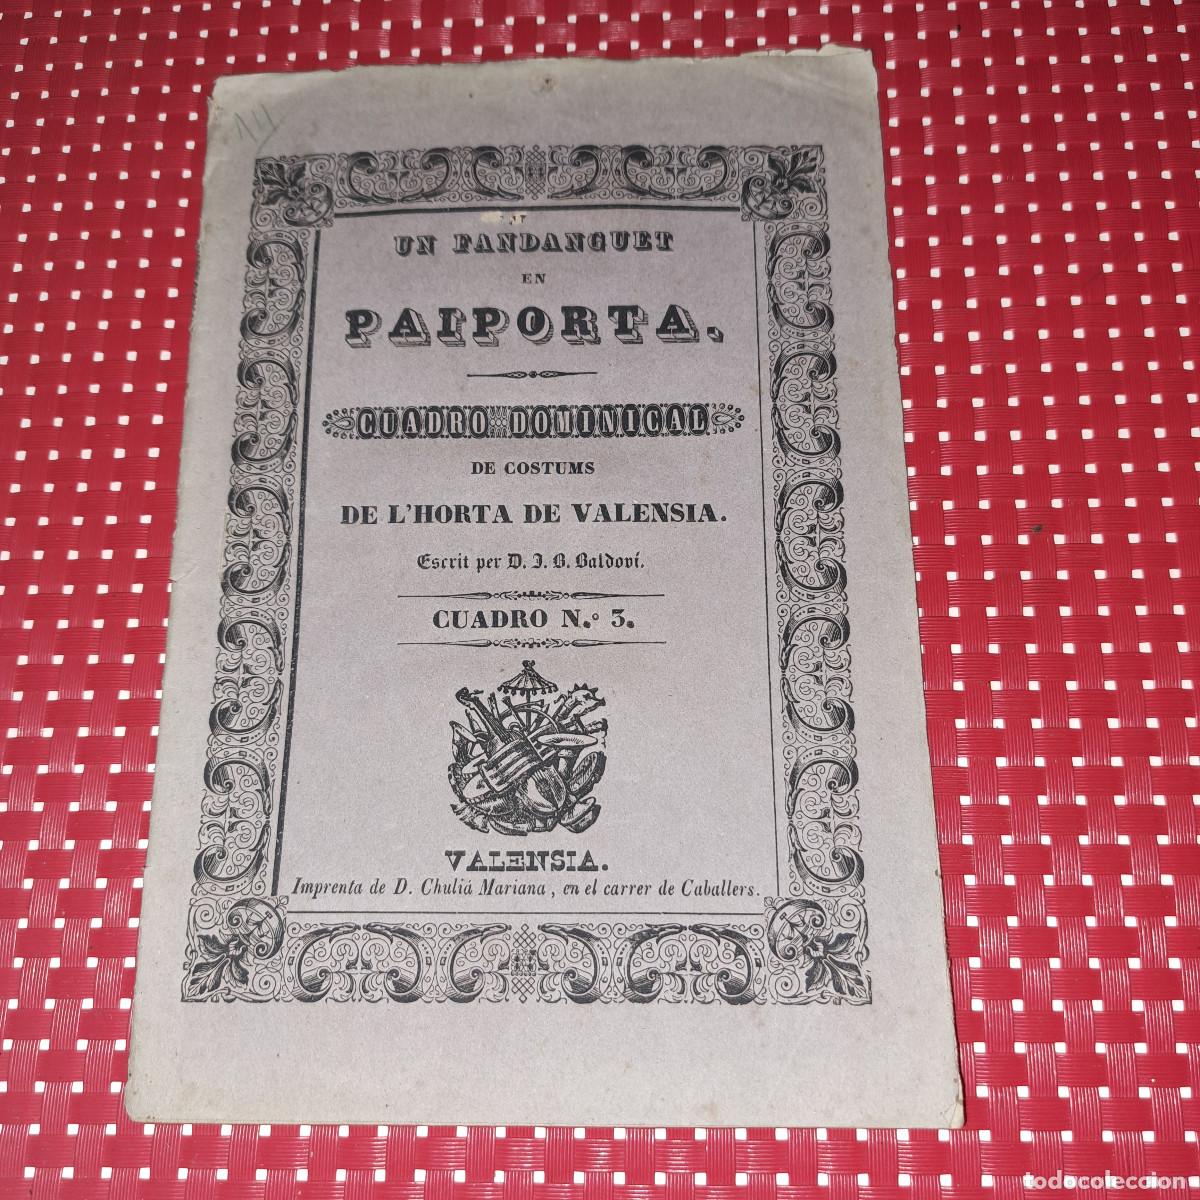 14
UN FANDANGUET
EN
PAIPORTA.
CUADRO DOMINICAL
DE COSTUMS
DE L'HORTA DE VALENSIA.
Escrit per D. J. B. Baldoví.
CUADRO N.° 3.
VALENSIA.
Imprenta de D. Chuliá Mariana, en el carrer de Caballers.
todocoleccion